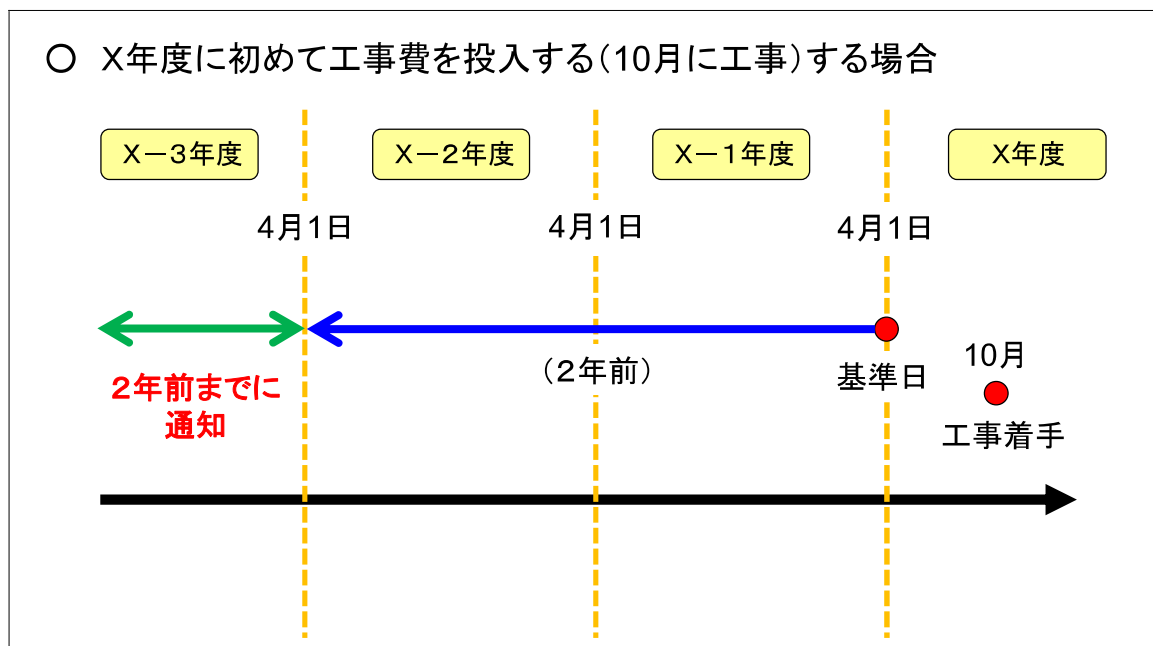 ○ X年度に初めて工事費を投入する(10月に工事)する場合
X－3年度
X－2年度
X－1年度
X年度
4月1日
4月1日
4月1日
2年前までに
通知
(2年前)
基準日
10月
工事着手